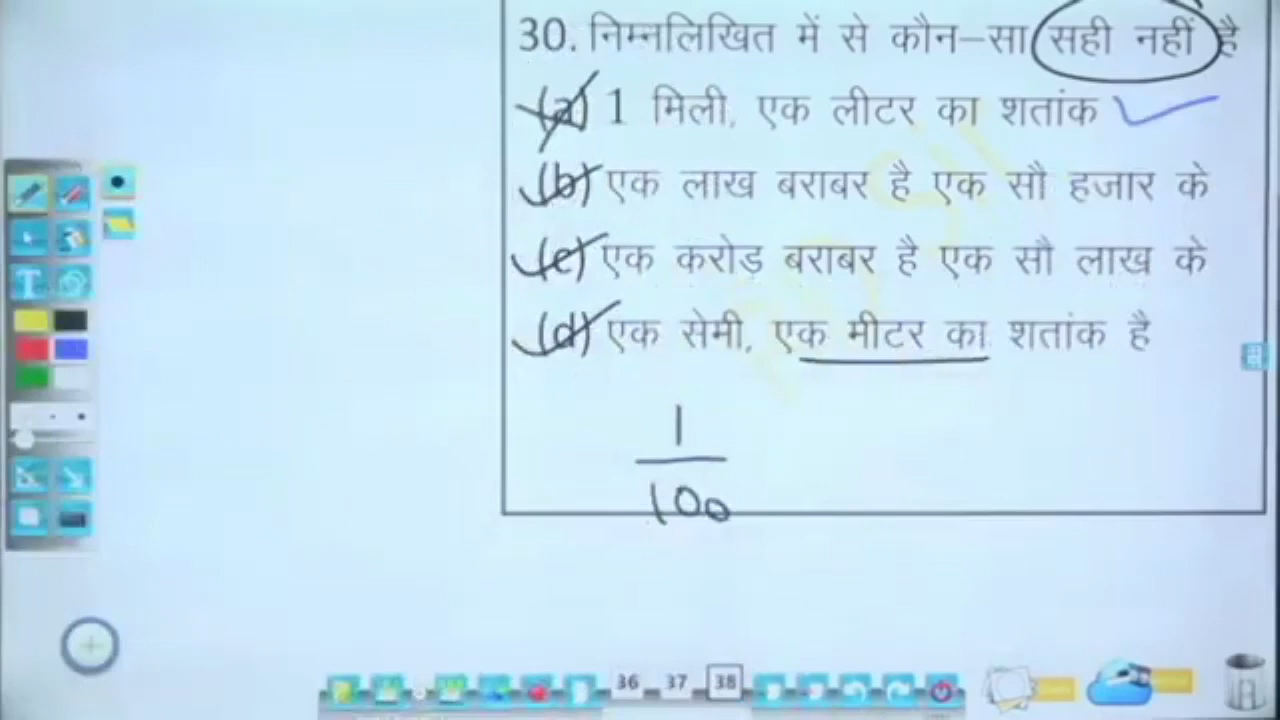 30. निम्नलिखित में से कौन–सा सही नहीं है
(a) 1 मिली. एक लीटर का शतांक
(b) एक लाख बराबर है एक सौ हजार के
(c) एक करोड़ बराबर है एक सौ लाख के
(d) एक सेमी. एक मीटर का शतांक है
1
100
T
36 37 38